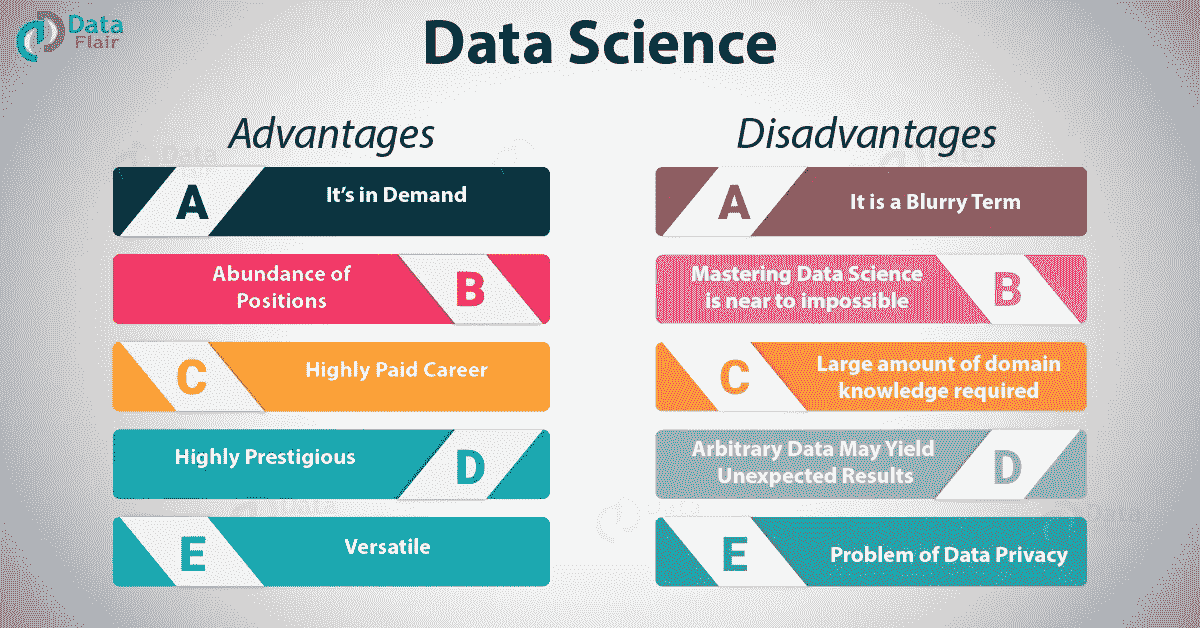 Data
Flair
Data Science
Advantages
A
It's in Demand
Abundance of
Positions
B
C
Highly Paid Career
Highly Prestigious
D
E
Versatile
Disadvantages
A
It is a Blurry Term
Mastering Data Science
is near to impossible
B
C
Large amount of domain
knowledge required
Arbitrary Data May Yield
Unexpected Results
D
E
Problem of Data Privacy